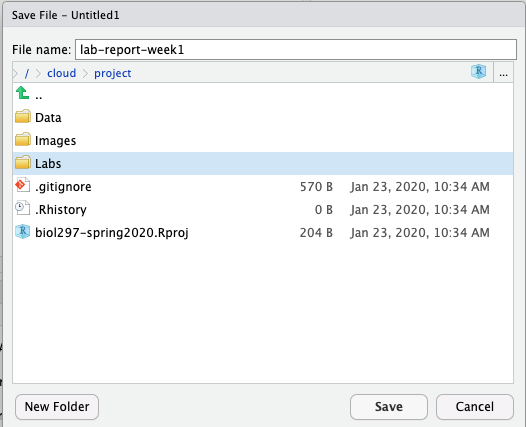 Save File – Untitled1
File name: lab-report-week1
/ cloud project R ...
..
Data
Images
Labs
.gitignore 570 B Jan 23, 2020, 10:34 AM
.Rhistory 0 B Jan 23, 2020, 10:34 AM
R biol297-spring2020.Rproj 204 B Jan 23, 2020, 10:34 AM
New Folder Save Cancel